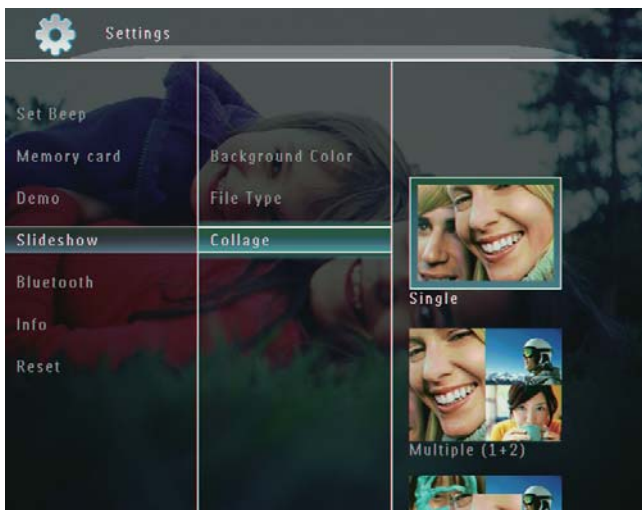 Settings
Set Beep
Memory card
Demo
Slideshow
Bluetooth
Info
Reset
Background Color
File Type
Collage
Single
Multiple (1+2)